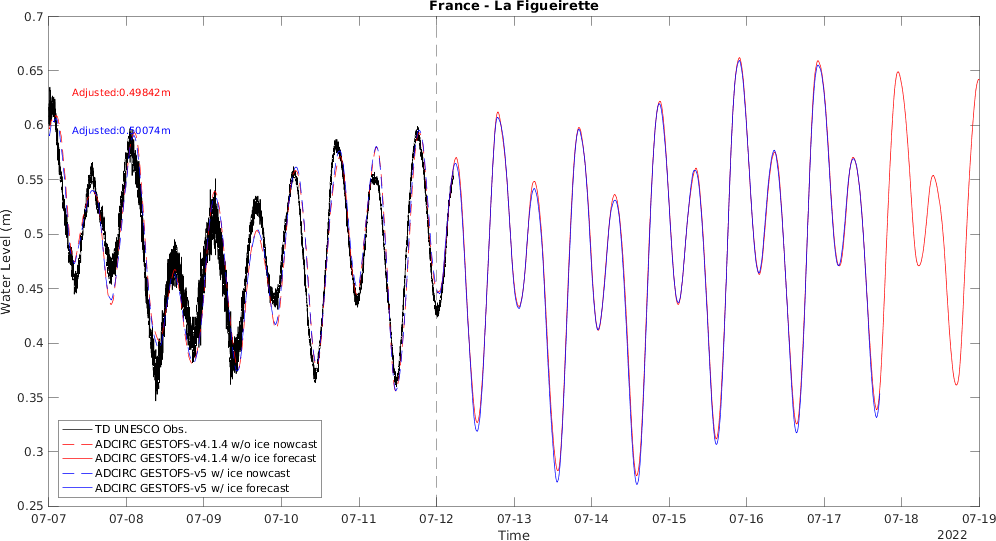 France - La Figueirette
0.7
0.65
0.6
0.55
0.5
0.45
0.4
0.35
0.3
0.25
Water Level (m)
Adjusted:0.49842m
Adjusted:0.50074m
TD UNESCO Obs.
ADCIRC GESTOFS-v4.1.4 w/o ice nowcast
ADCIRC GESTOFS-v4.1.4 w/o ice forecast
ADCIRC GESTOFS-v5 w/ ice nowcast
ADCIRC GESTOFS-v5 w/ ice forecast
07-07 07-08 07-09 07-10 07-11 07-12 07-13 07-14 07-15 07-16 07-17 07-18 07-19
Time
2022